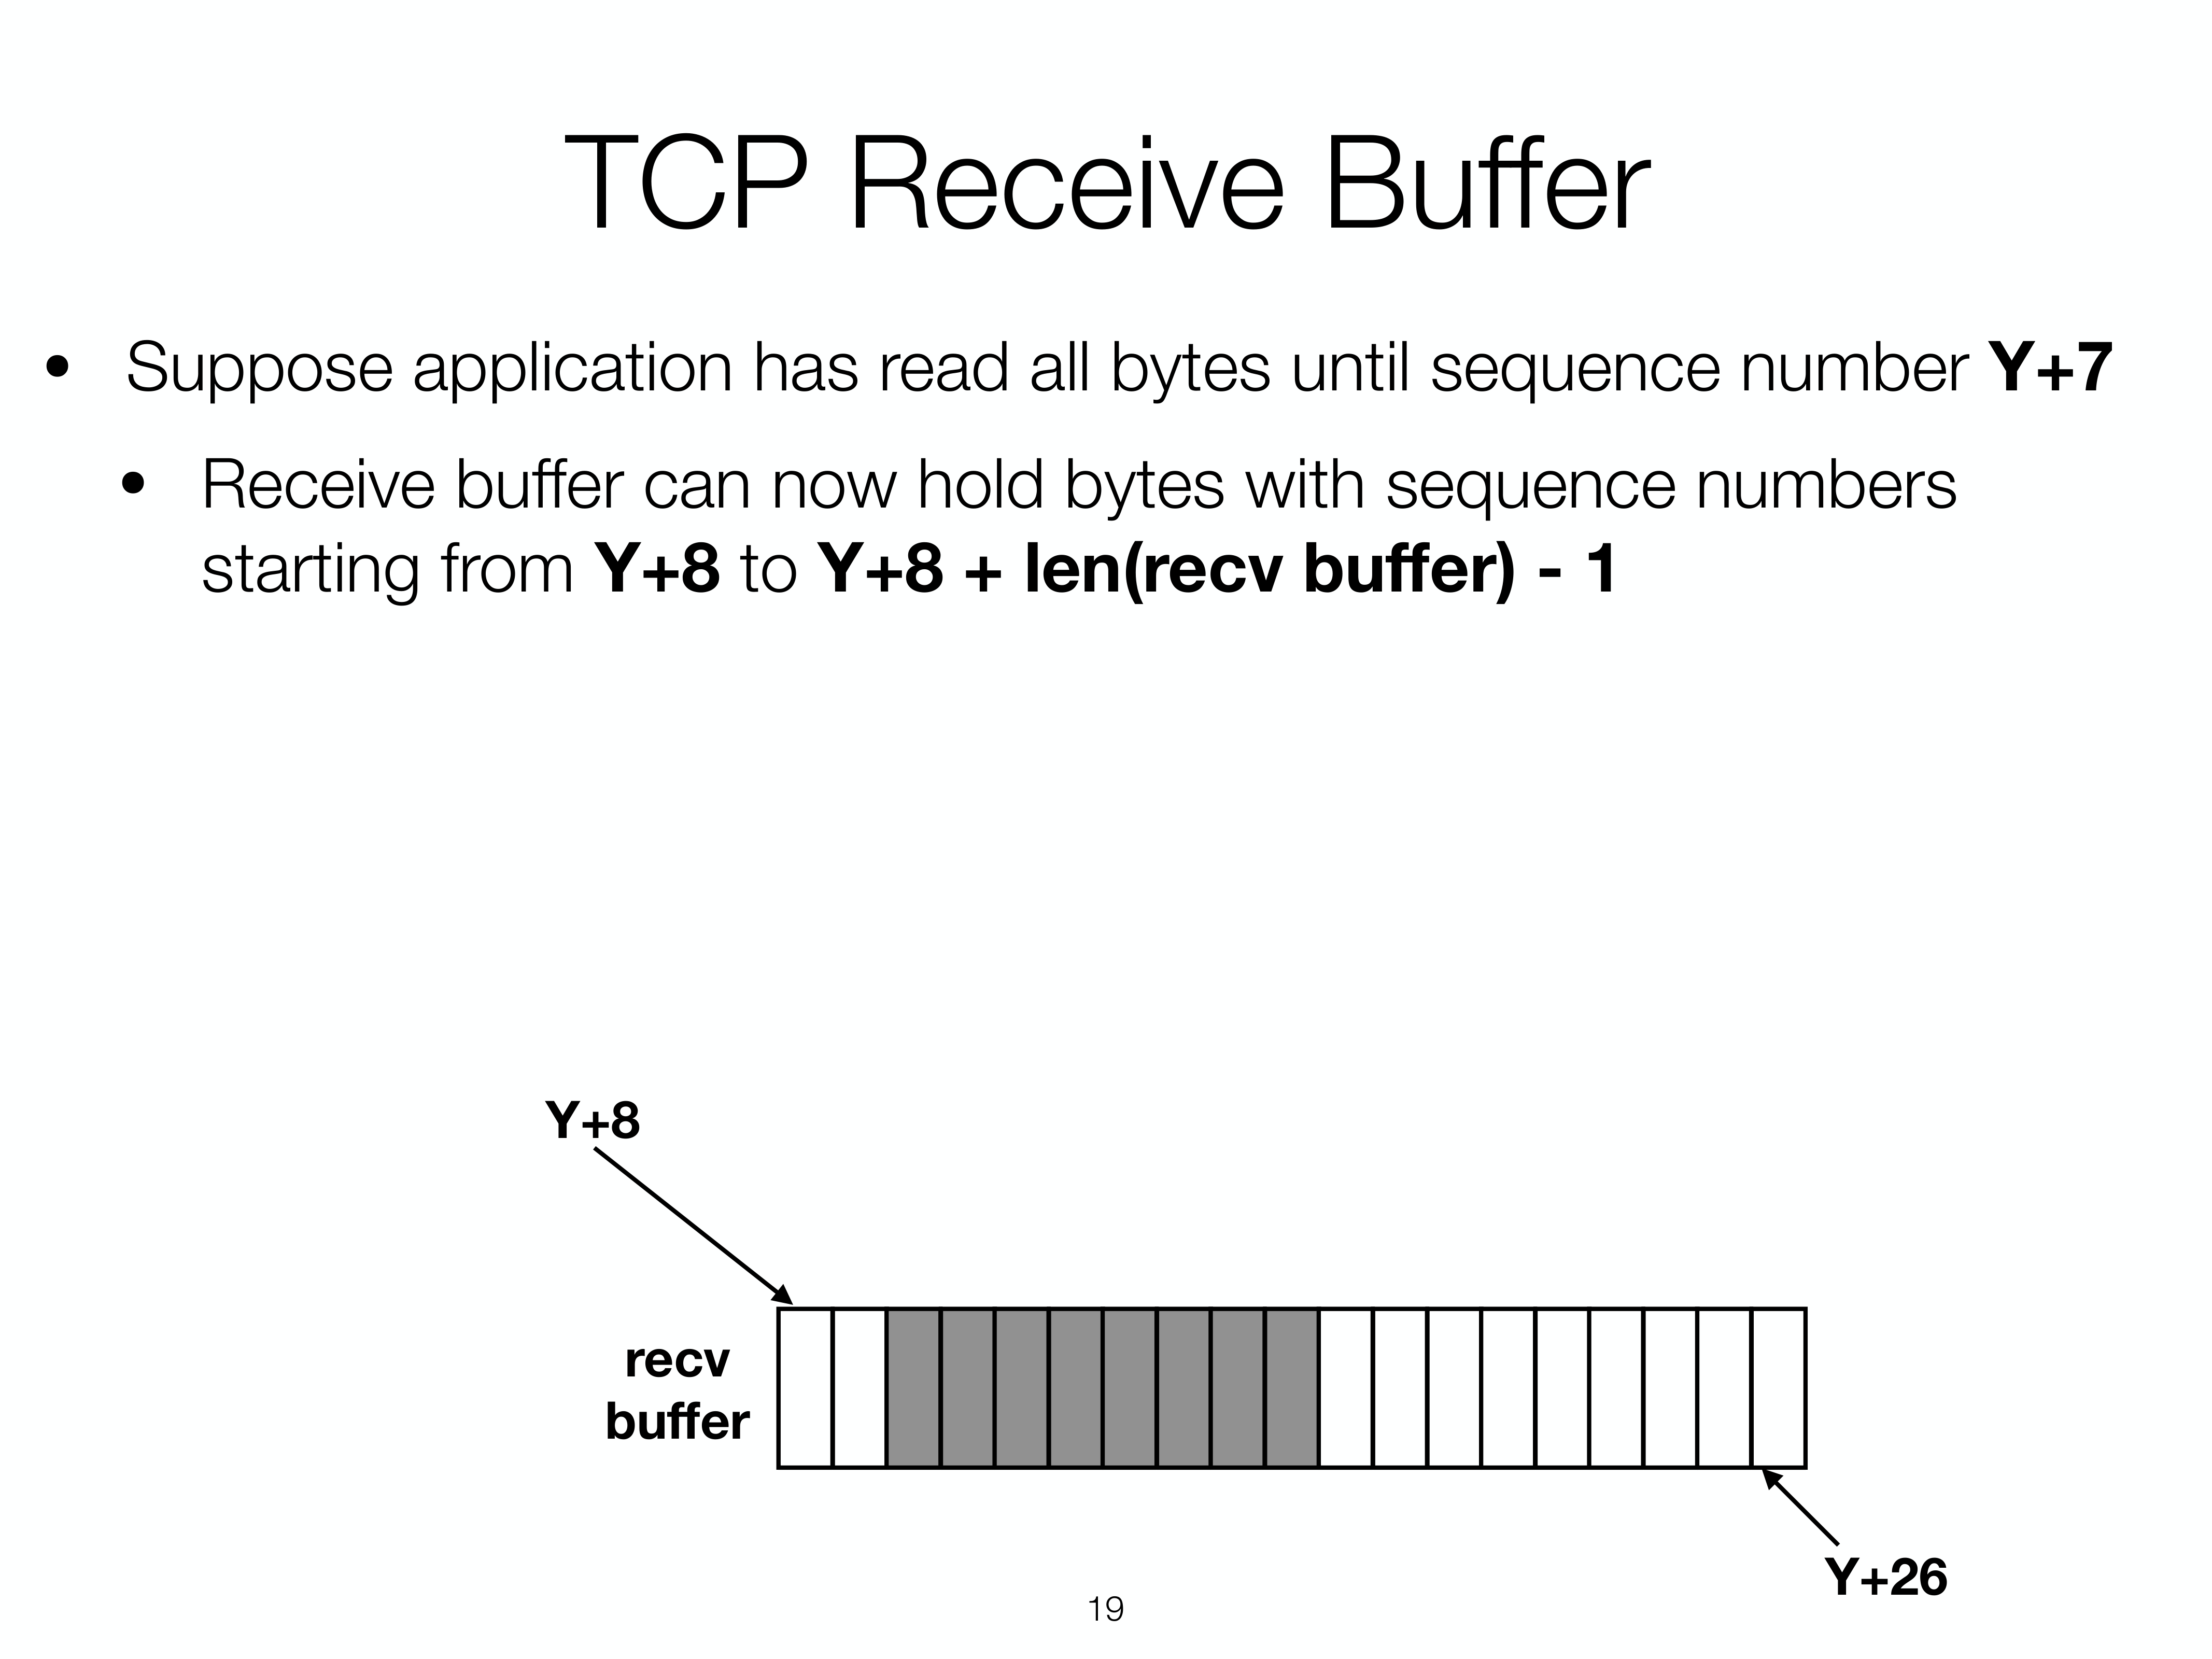 TCP Receive Buffer
• Suppose application has read all bytes until sequence number Y+7
• Receive buffer can now hold bytes with sequence numbers
starting from Y+8 to Y+8 + len(recv buffer) - 1
Y+8
recv
buffer
Y+26
19